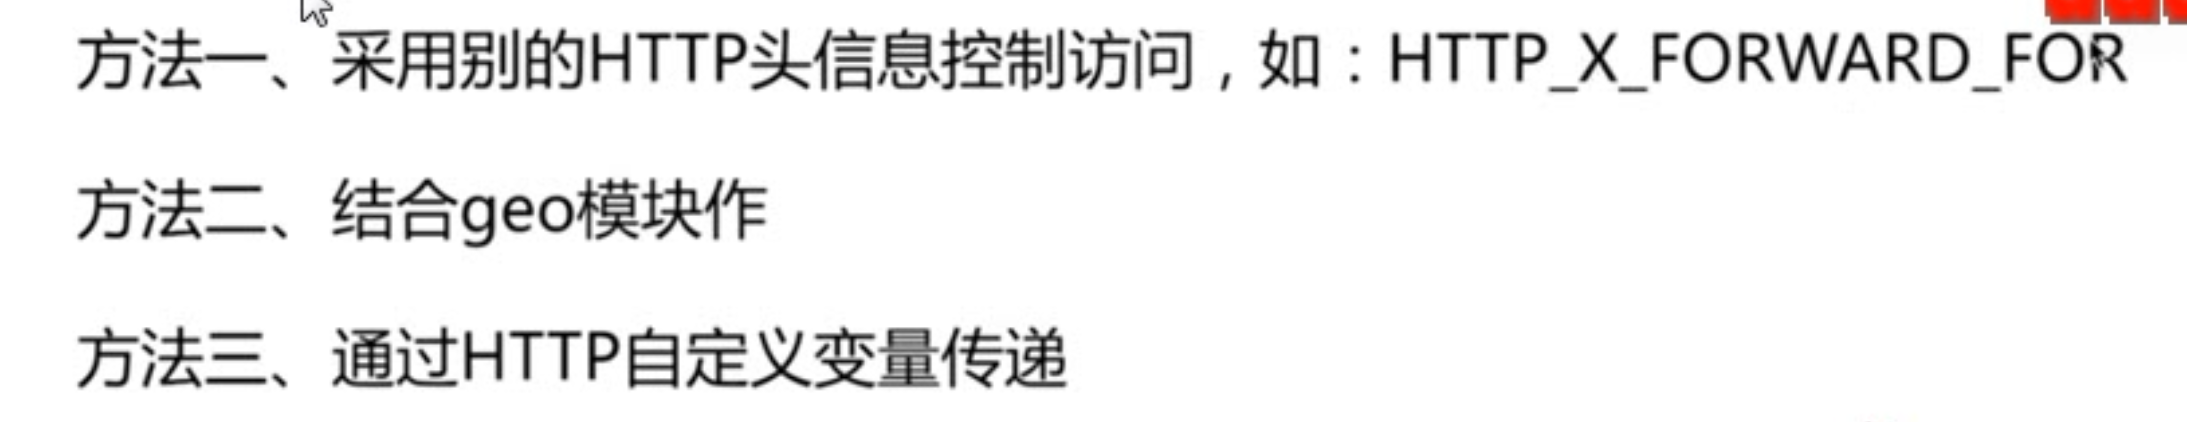 方法一、采用别的HTTP头信息控制访问，如：HTTP_X_FORWARD_FOR
方法二、结合geo模块作
方法三、通过HTTP自定义变量传递